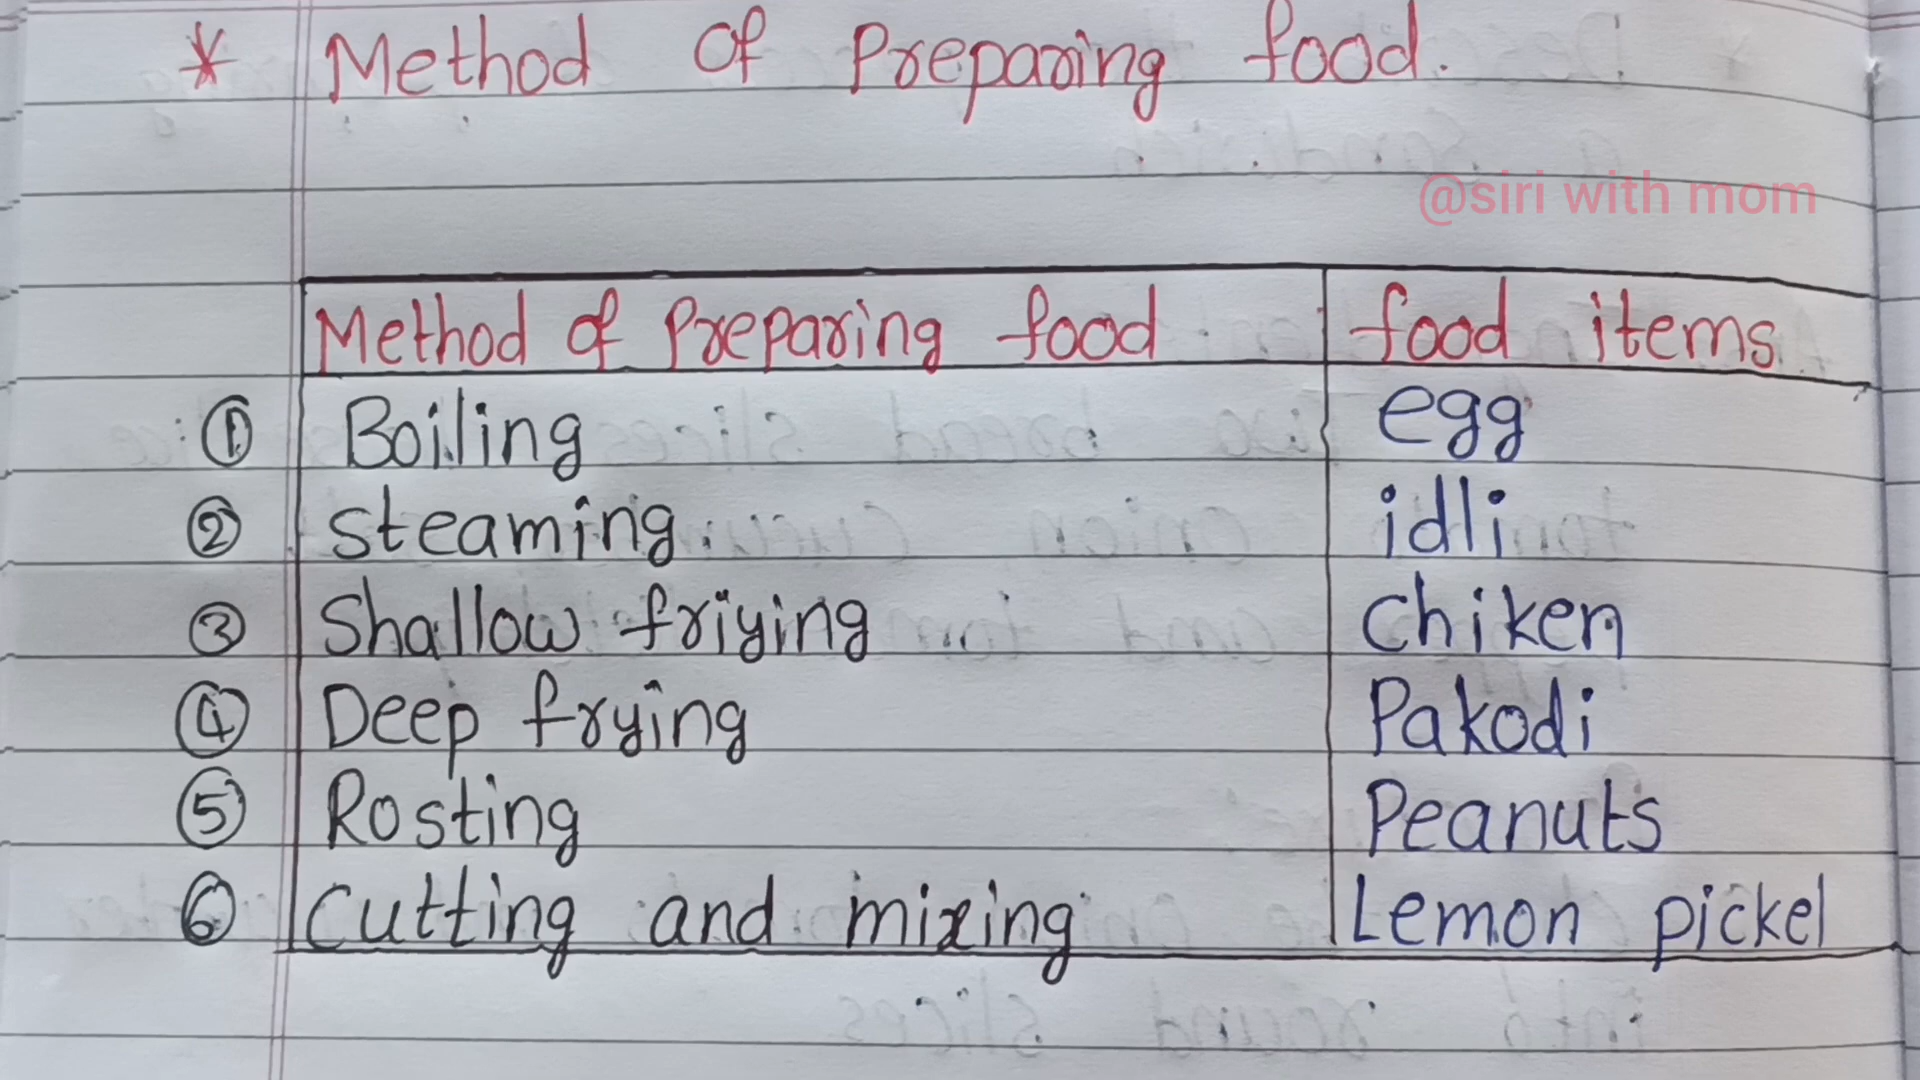 * Method Of Preparing food.
@siri with mom
Method of Preparing food food items
① Boiling egg
② steaming. idli
③ Shallow friying Chiken
④ Deep frying Pakodi
⑤ Rosting Peanuts
⑥ Cutting and mixing Lemon pickel